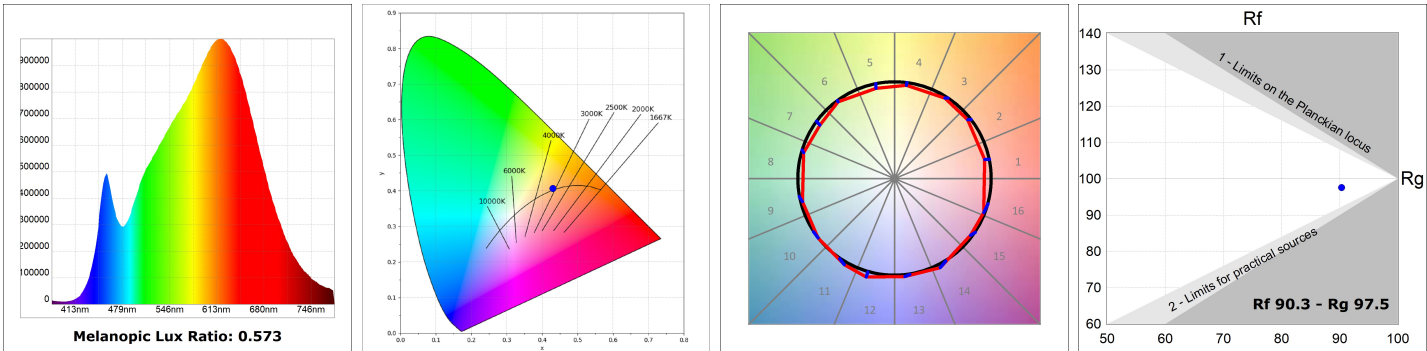 900000
800000
700000
600000
500000
400000
300000
200000
100000
0
413nm 479nm 546nm 613nm 680nm 746nm
Melanopic Lux Ratio: 0.573
0.9
0.8
0.7
0.6
0.5
0.4
0.3
0.2
0.1
0.0
y
0.0 0.1 0.2 0.3 0.4 0.5 0.6 0.7 0.8
x
10000K
6000K
4000K
3000K
2500K
2000K
1667K
1
2
3
4
5
6
7
8
9
10
11
12
13
14
15
16
Rf
140
130
120
110
100
90
80
70
60
50 60 70 80 90 100
Rg
1 - Limits on the Planckian locus
2 - Limits for practical sources
Rf 90.3 - Rg 97.5